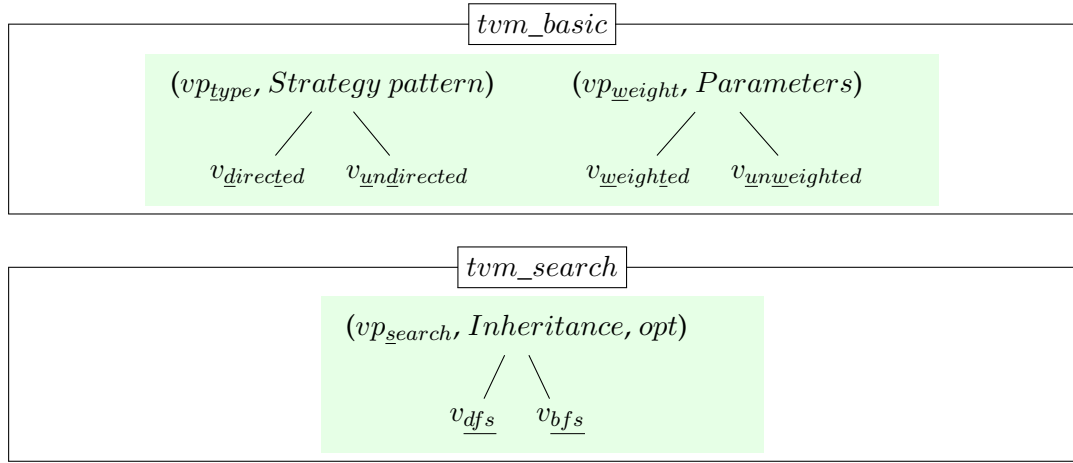 tvm_basic
(vp_type, Strategy pattern) (vp_weight, Parameters)
v_directed v_undirected v_weighted v_unweighted
tvm_search
(vp_search, Inheritance, opt)
v_dfs v_bfs